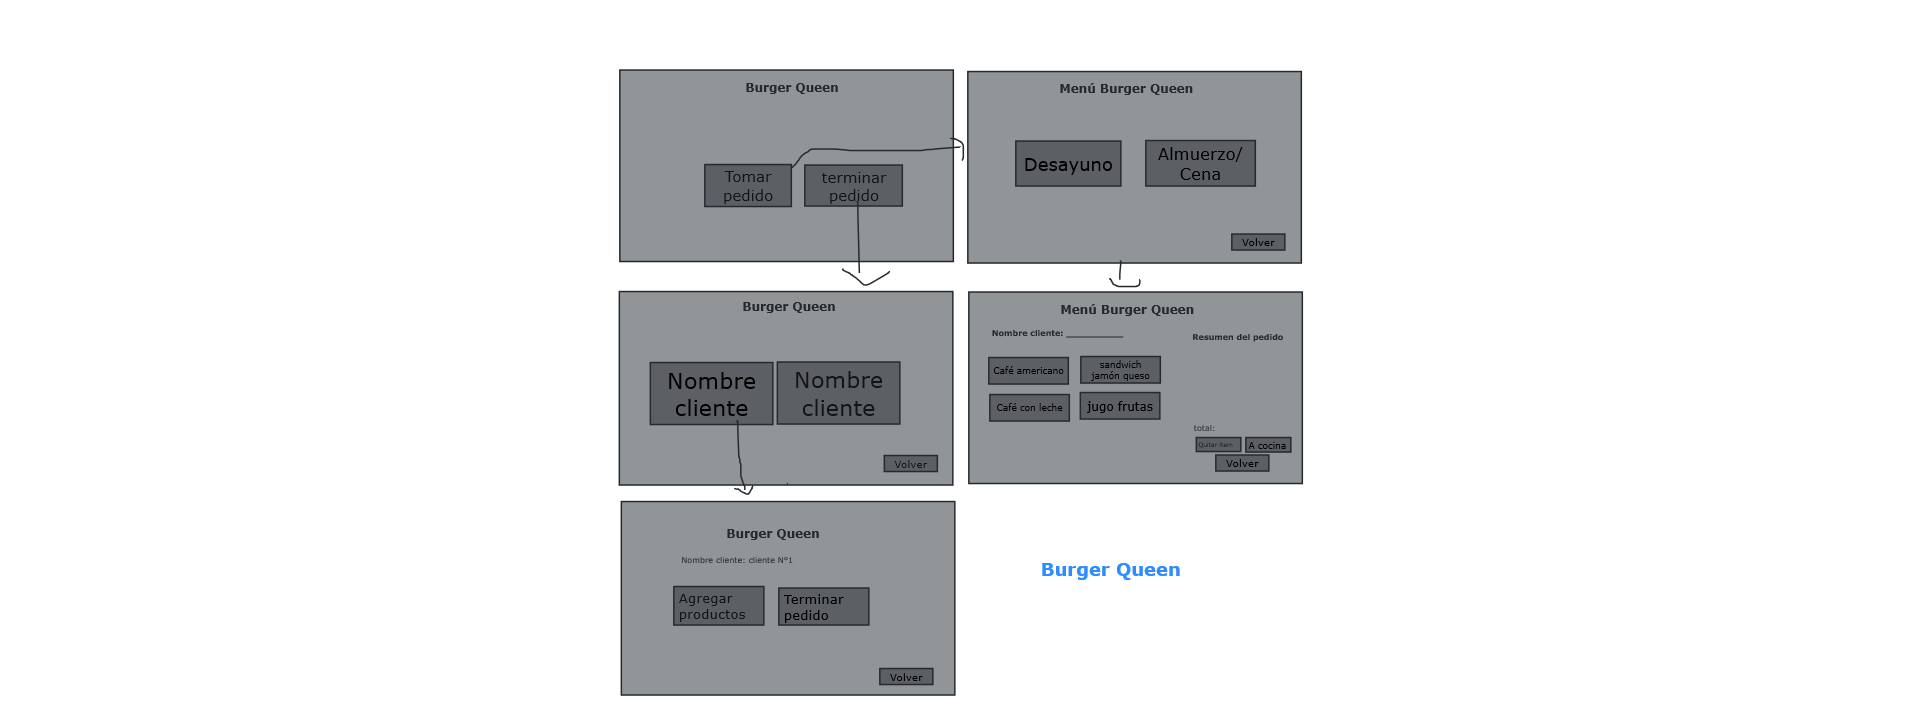 Burger Queen
Tomar
pedido
terminar
pedido
Menú Burger Queen
Desayuno
Almuerzo/
Cena
Volver
Burger Queen
Nombre
cliente
Nombre
cliente
Volver
Menú Burger Queen
Nombre cliente: ____________
Resumen del pedido
Café americano
sandwich
jamón queso
Café con leche
jugo frutas
total:
Quitar ítem
A cocina
Volver
Burger Queen
Nombre cliente: cliente N°1
Agregar
productos
Terminar
pedido
Volver
Burger Queen